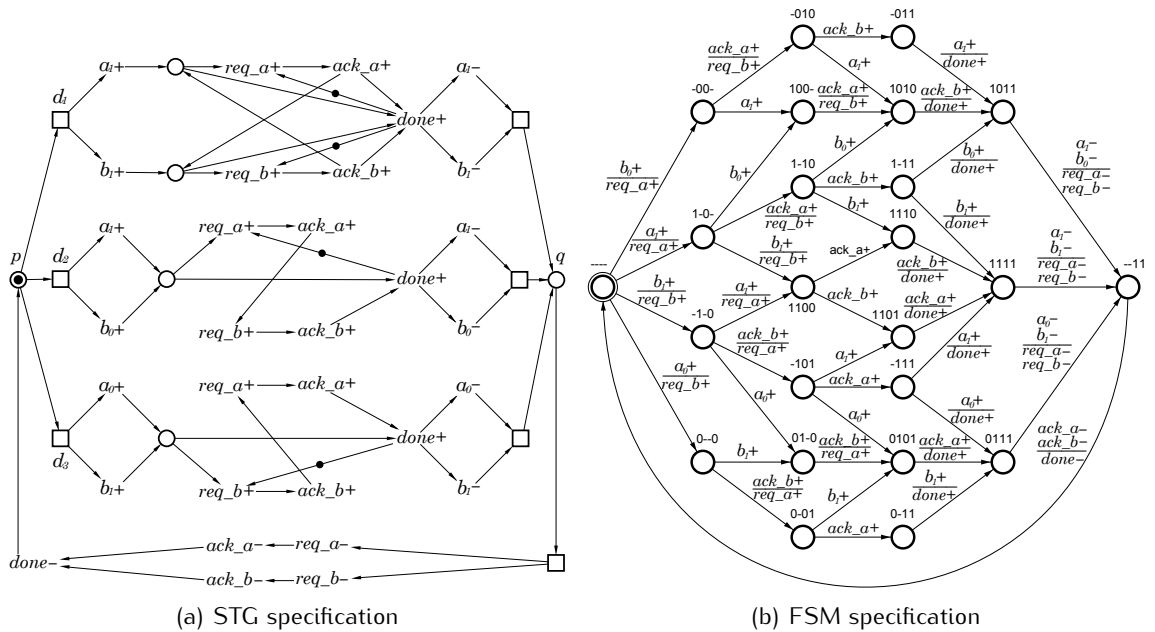 a₁+ req_a+ ack_a+ a₁−
d₁
done+
b₁+ req_b+ ack_b+ b₁−
a₁+ req_a+ ack_a+ a₁−
p d₂ done+ q
b₀+ req_b+ ack_b+ b₀−
a₀+ req_a+ ack_a+ a₀−
done+
d₃
b₁+ req_b+ ack_b+ b₁−
ack_a− req_a−
done−
ack_b− req_b−
(a) STG specification
-010 ack_b+ -011
ack_a+
req_b+
a₁+
a₁+
done+
-00- a₁+ 100- ack_a+
req_b+
1010 ack_b+
done+
1011
b₀+
req_a+
b₀+
b₀+
b₀+
done+
a₁−
b₀−
req_a−
req_b−
1-10 ack_b+ 1-11
a₁+
req_a+
1-0- ack_a+
req_b+
b₁+
1110
b₁+
done+
b₁+
req_b+
ack_a+
ack_b+
done+
a₁−
b₁−
req_a−
req_b−
----
1111
--11
b₁+
req_b+
a₁+
req_a+
1100
ack_b+
1101
ack_a+
done+
-1-0
ack_b+
req_a+
a₁+
a₁+
done+
a₀−
b₁−
req_a−
req_b−
a₀+
req_b+
-101 ack_a+ -111
a₀+
a₀+
a₀+
done+
0--0 b₁+ 01-0 ack_b+
req_a+
0101 ack_a+
done+
0111
ack_a−
ack_b−
done−
ack_b+
req_a+
b₁+
b₁+
done+
0-01 ack_a+ 0-11
(b) FSM specification